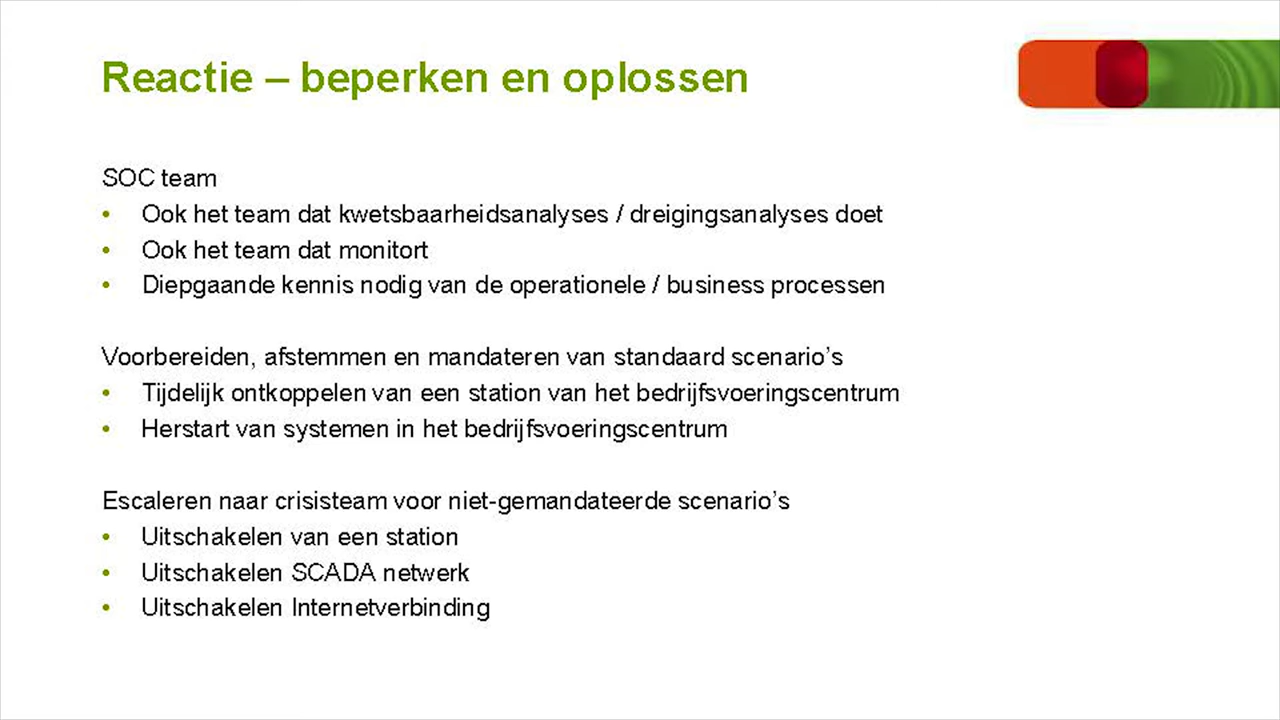 Reactie – beperken en oplossen
SOC team
• Ook het team dat kwetsbaarheidsanalyses / dreigingsanalyses doet
• Ook het team dat monitort
• Diepgaande kennis nodig van de operationele / business processen
Voorbereiden, afstemmen en mandateren van standaard scenario’s
• Tijdelijk ontkoppelen van een station van het bedrijfsvoeringscentrum
• Herstart van systemen in het bedrijfsvoeringscentrum
Escaleren naar crisisteam voor niet-gemandateerde scenario’s
• Uitschakelen van een station
• Uitschakelen SCADA netwerk
• Uitschakelen Internetverbinding